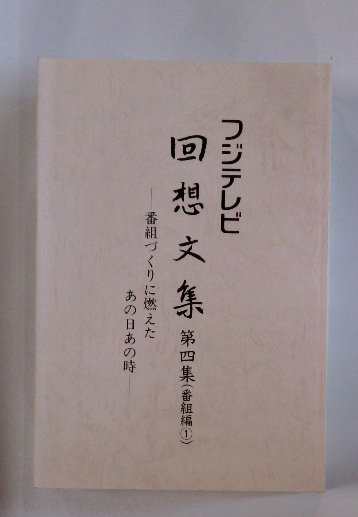 フジテレビ
回想文集 第四集(番組編①)
——番組づくりに燃えた
あの日あの時——